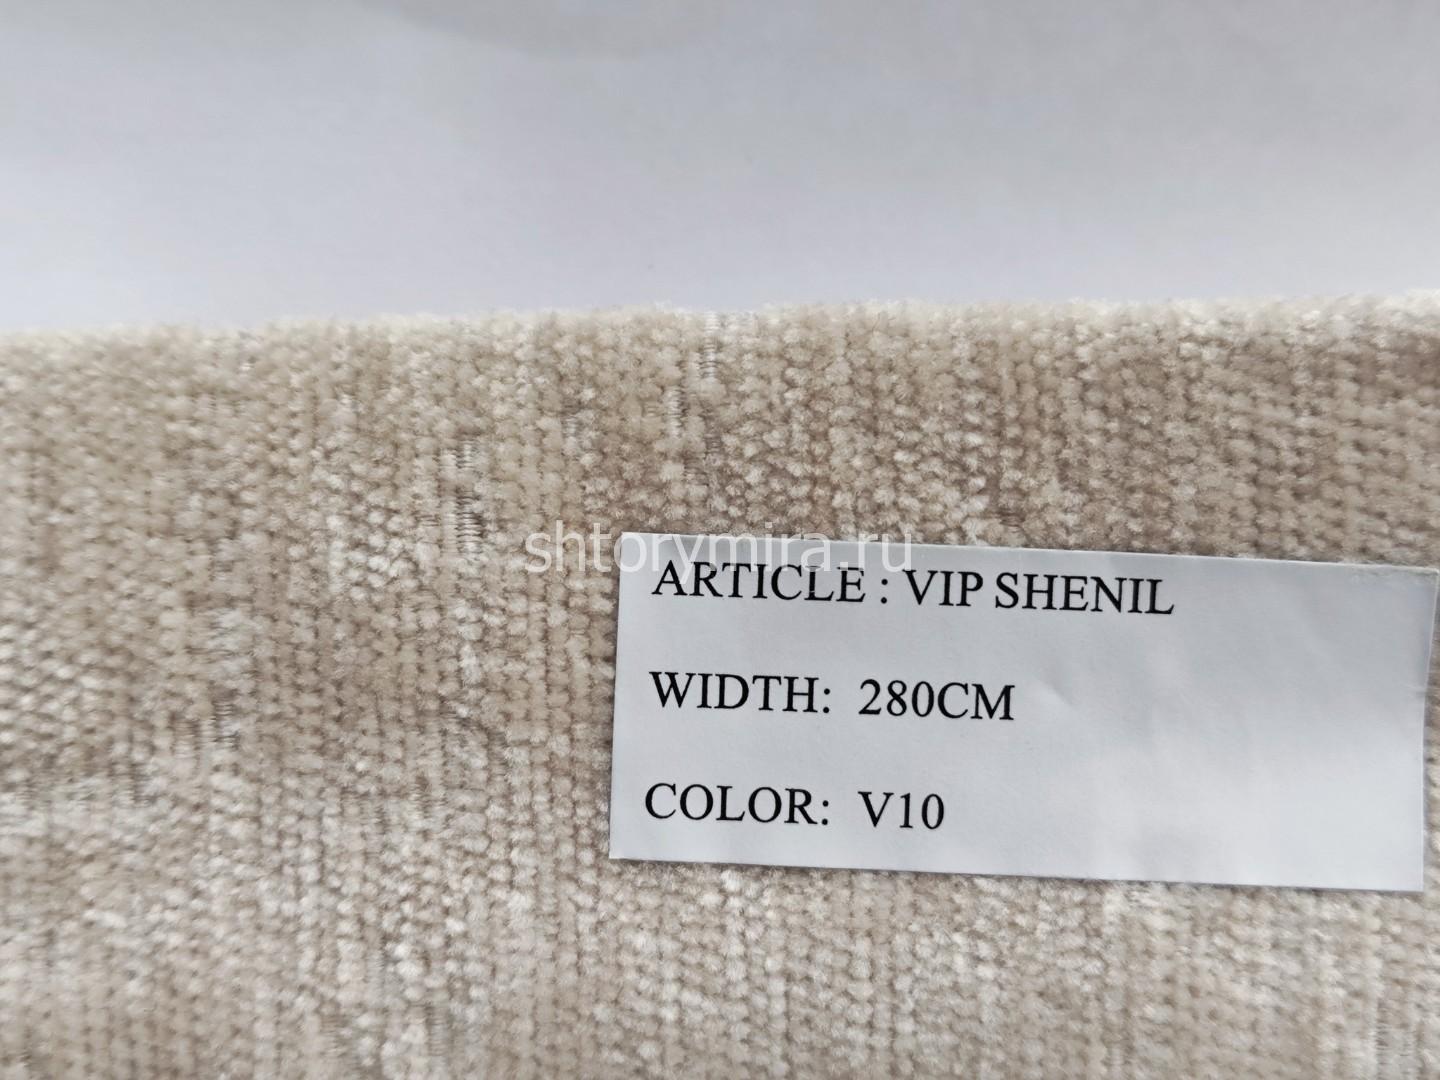 shtorymira.ru
ARTICLE : VIP SHENIL
WIDTH: 280CM
COLOR: V10